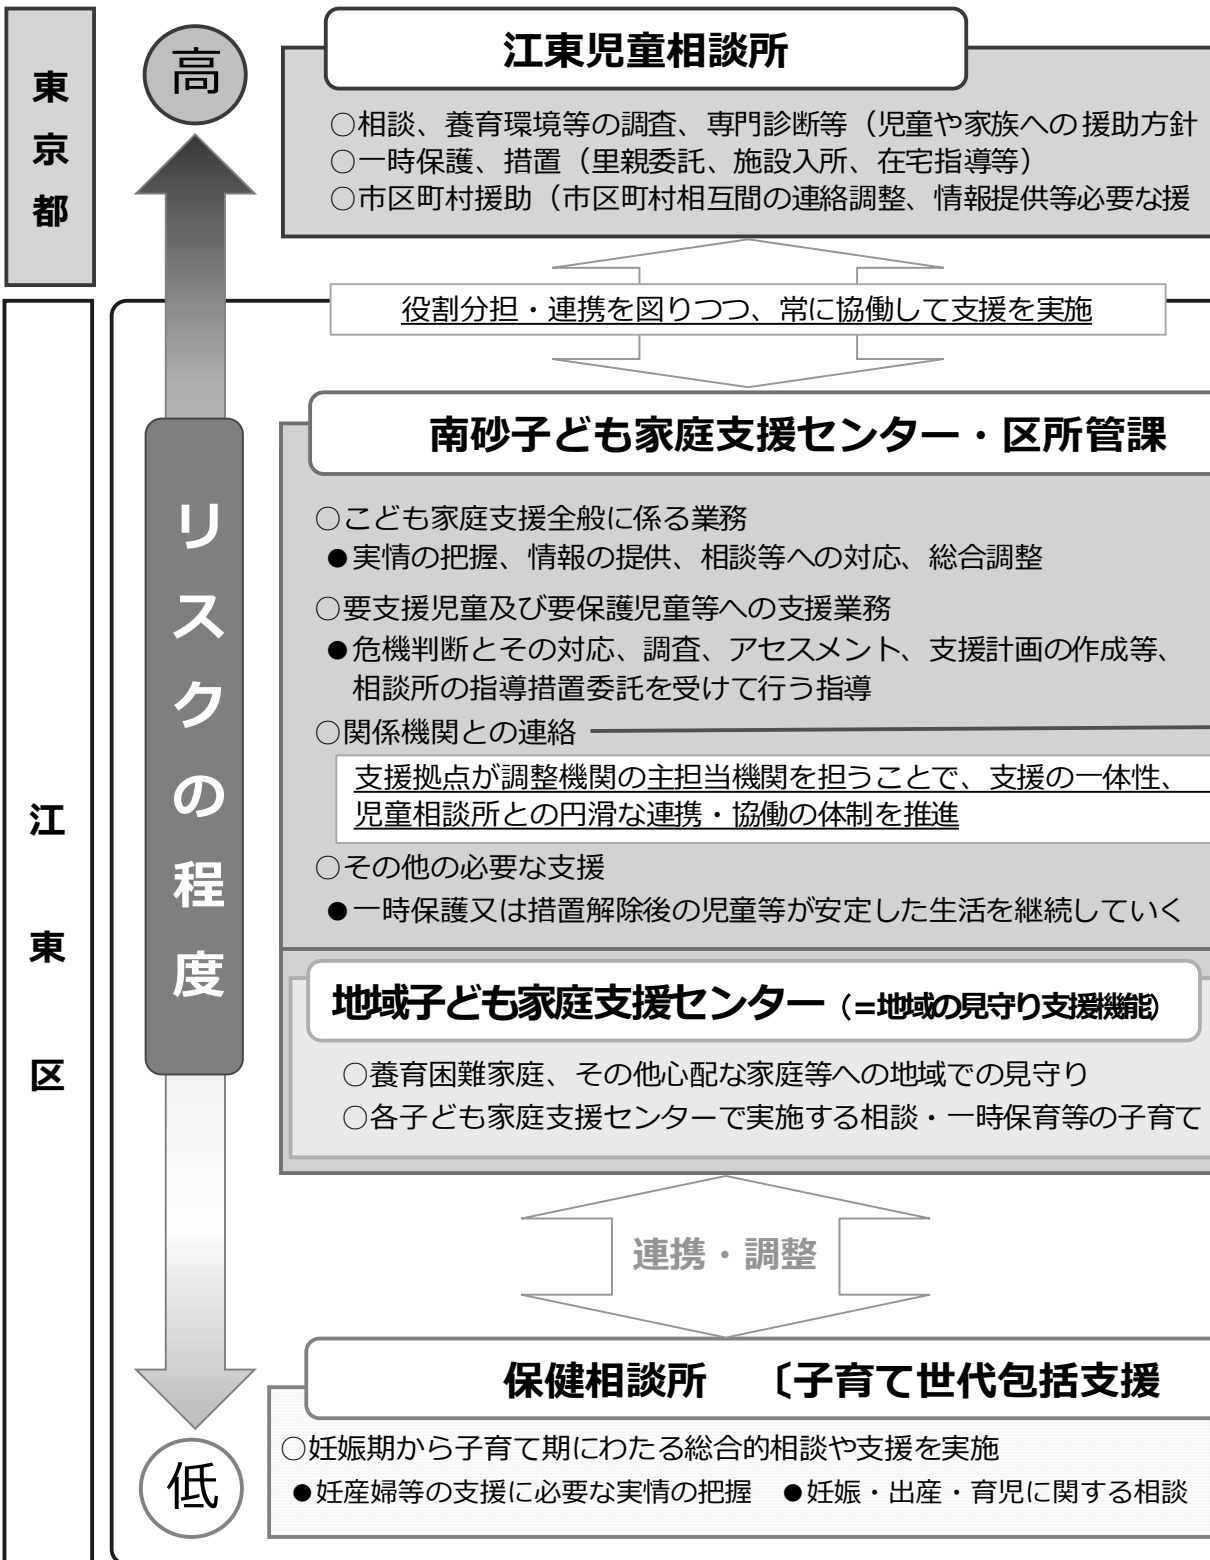 東京都
高
江東児童相談所
○相談、養育環境等の調査、専門診断等（児童や家族への援助方針
○一時保護、措置（里親委託、施設入所、在宅指導等）
○市区町村援助（市区町村相互間の連絡調整、情報提供等必要な援
役割分担・連携を図りつつ、常に協働して支援を実施
江東区
リスクの程度
南砂子ども家庭支援センター・区所管課
○こども家庭支援全般に係る業務
●実情の把握、情報の提供、相談等への対応、総合調整
○要支援児童及び要保護児童等への支援業務
●危機判断とその対応、調査、アセスメント、支援計画の作成等、
相談所の指導措置委託を受けて行う指導
○関係機関との連絡
支援拠点が調整機関の主担当機関を担うことで、支援の一体性、
児童相談所との円滑な連携・協働の体制を推進
○その他の必要な支援
●一時保護又は措置解除後の児童等が安定した生活を継続していく
地域子ども家庭支援センター（=地域の見守り支援機能）
○養育困難家庭、その他心配な家庭等への地域での見守り
○各子ども家庭支援センターで実施する相談・一時保育等の子育て
連携・調整
保健相談所　〔子育て世代包括支援
○妊娠期から子育て期にわたる総合的相談や支援を実施
●妊産婦等の支援に必要な実情の把握　●妊娠・出産・育児に関する相談
低